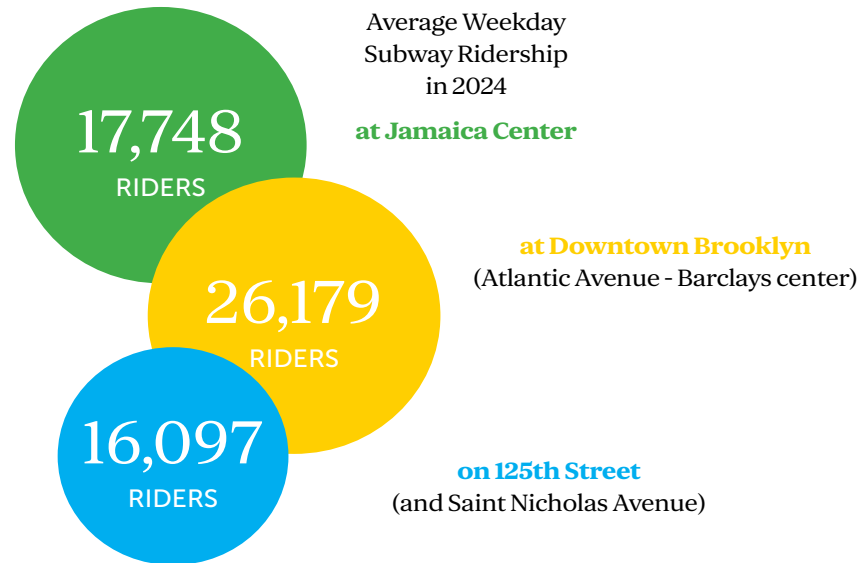 Average Weekday
Subway Ridership
in 2024
17,748
RIDERS
at Jamaica Center
26,179
RIDERS
at Downtown Brooklyn
(Atlantic Avenue - Barclays center)
16,097
RIDERS
on 125th Street
(and Saint Nicholas Avenue)